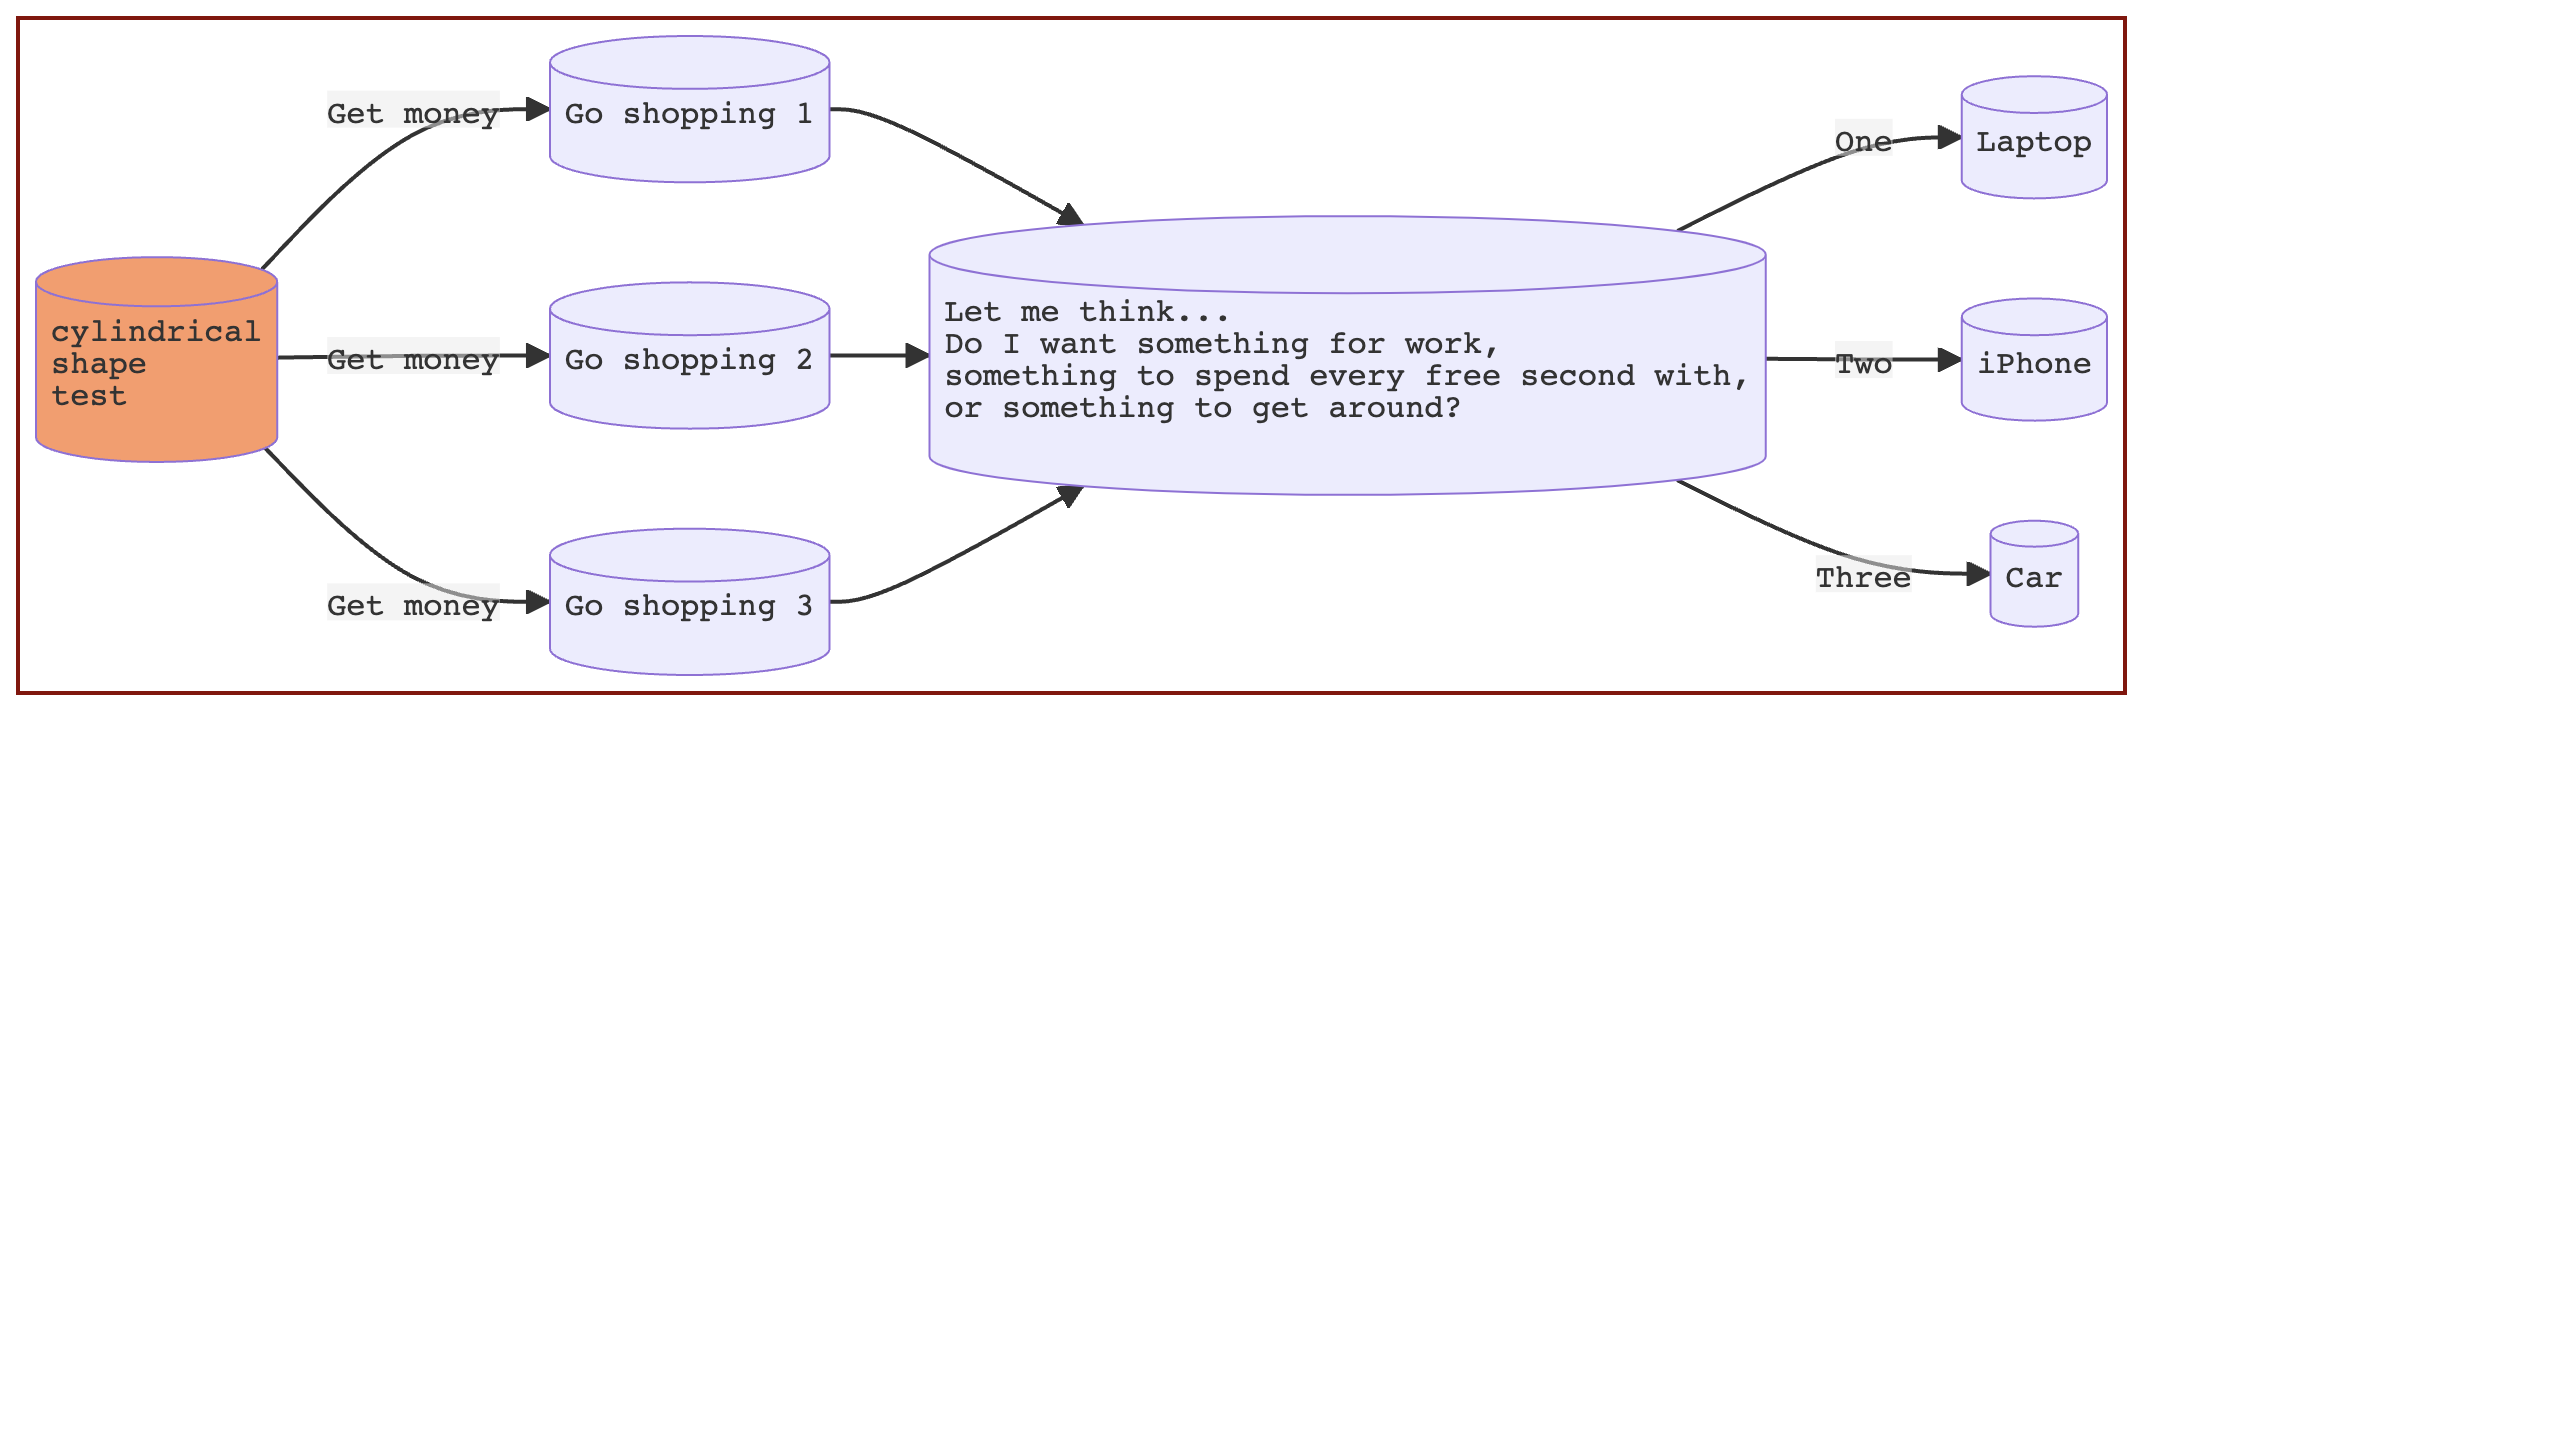 cylindrical
shape
test
Get money
Get money
Get money
Go shopping 1
Go shopping 2
Go shopping 3
Let me think...
Do I want something for work,
something to spend every free second with,
or something to get around?
One
Two
Three
Laptop
iPhone
Car